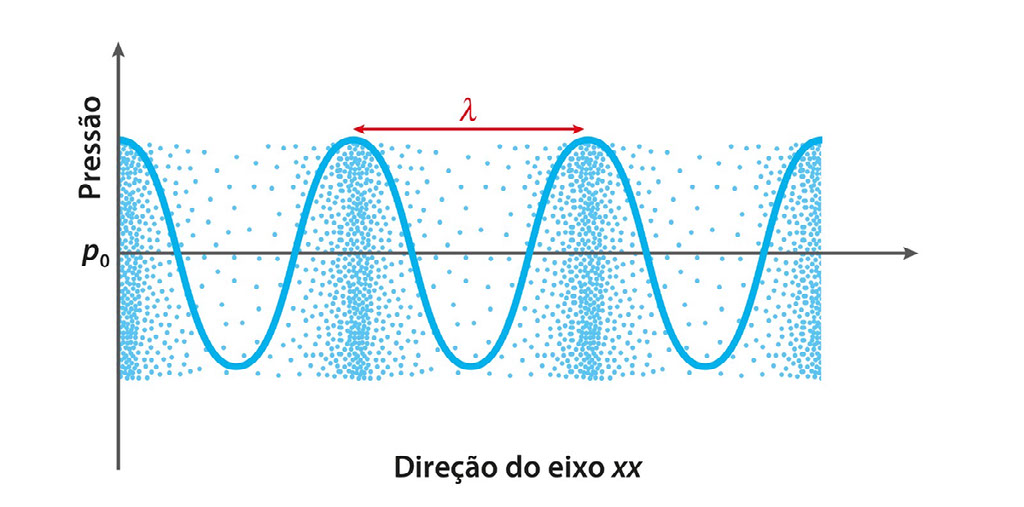 λ
Pressão
p₀
Direção do eixo xx